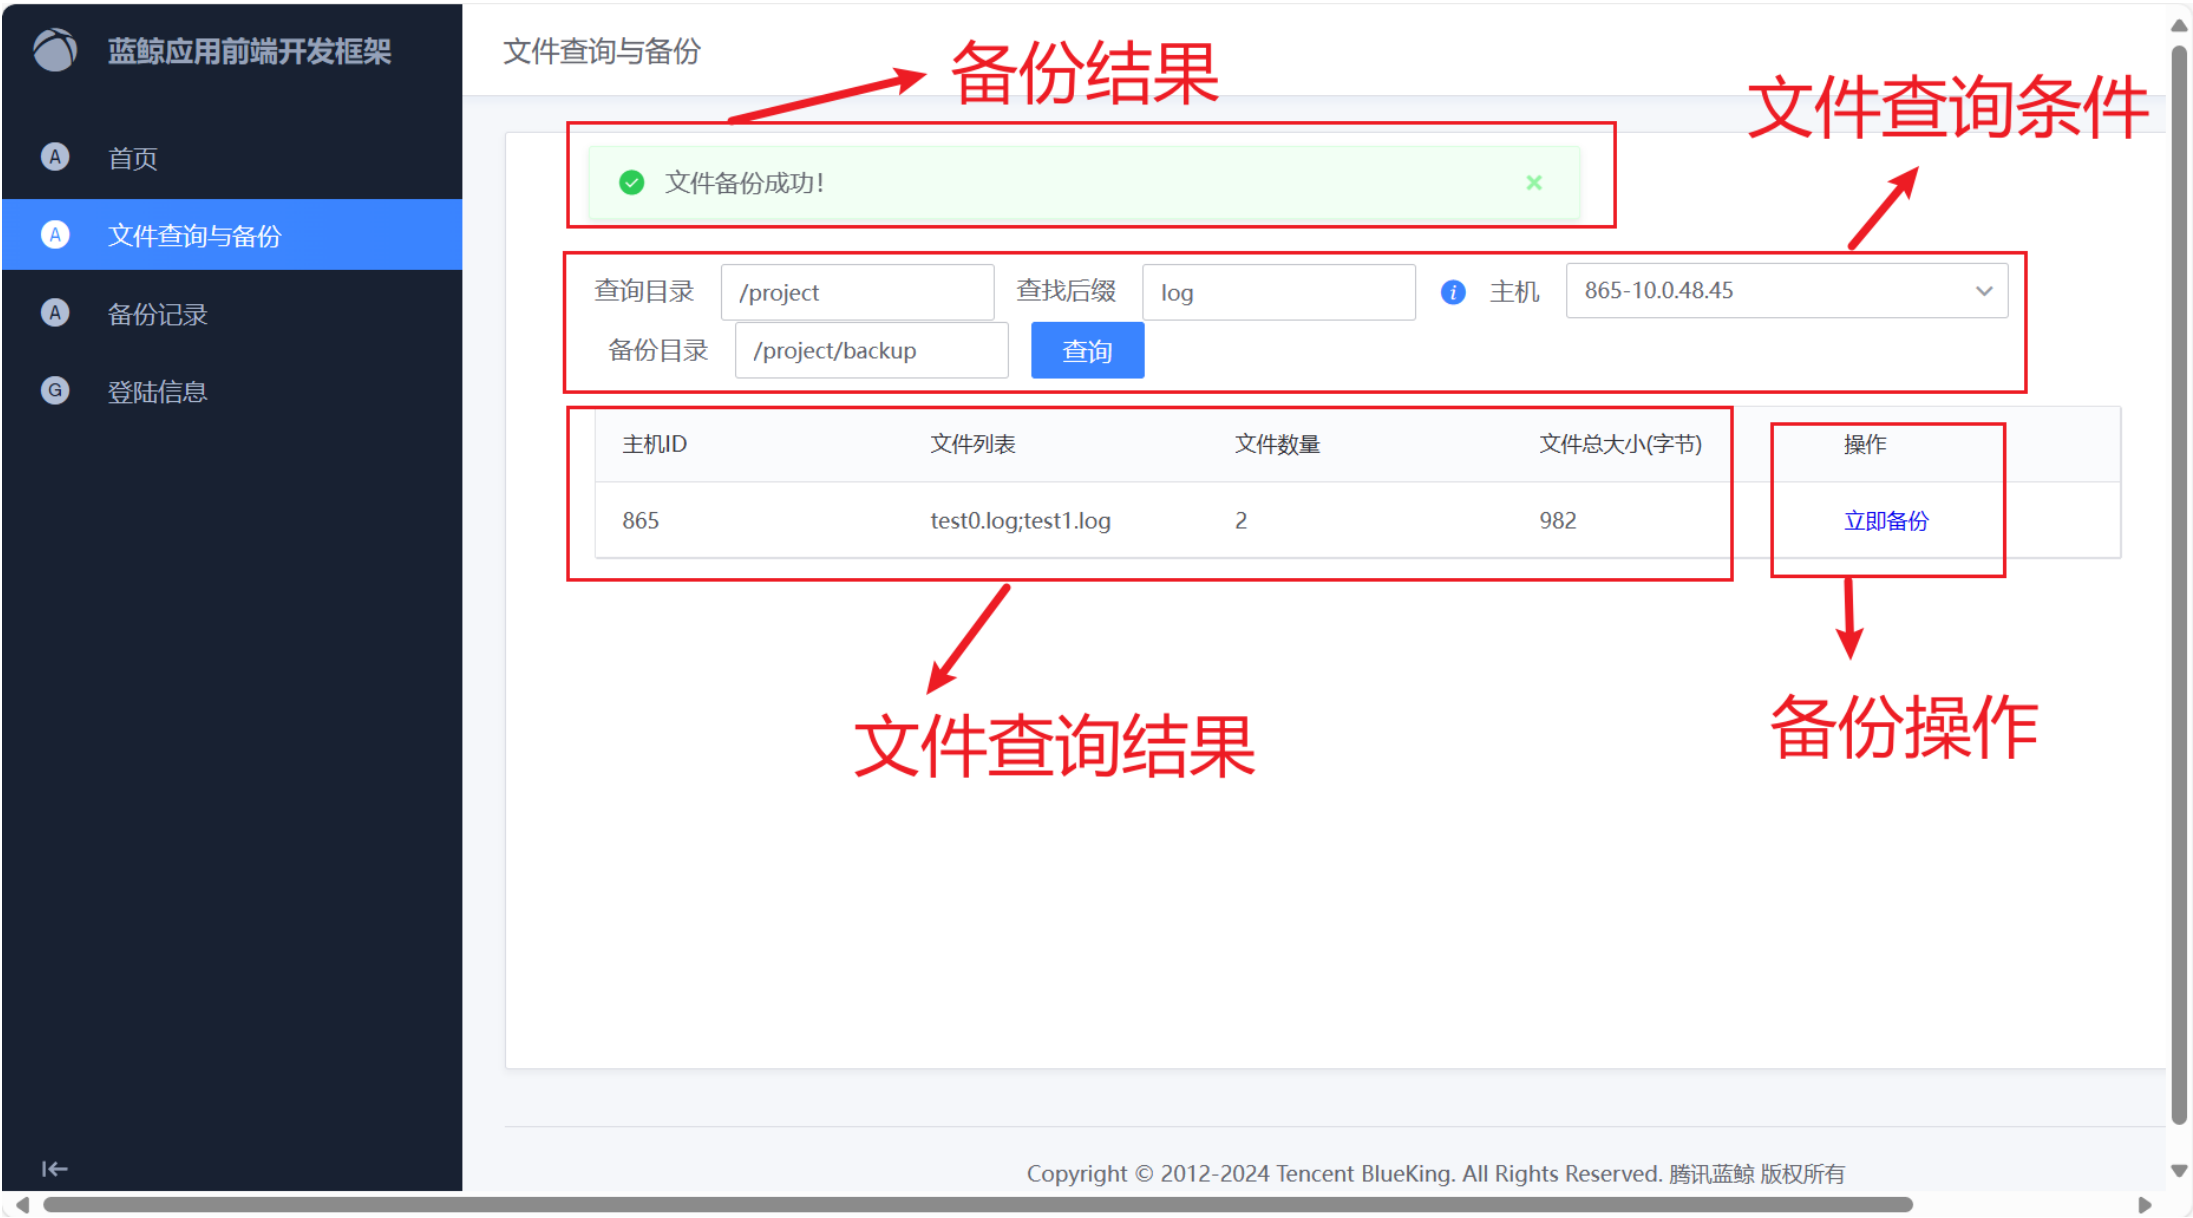 蓝鲸应用前端开发框架
首页
文件查询与备份
备份记录
登陆信息
文件查询与备份
备份结果
文件查询条件
文件备份成功！
查询目录 /project 查找后缀 log 主机 865-10.0.48.45
备份目录 /project/backup 查询
主机ID 文件列表 文件数量 文件总大小(字节) 操作
865 test0.log;test1.log 2 982 立即备份
文件查询结果
备份操作
Copyright © 2012-2024 Tencent BlueKing. All Rights Reserved. 腾讯蓝鲸 版权所有